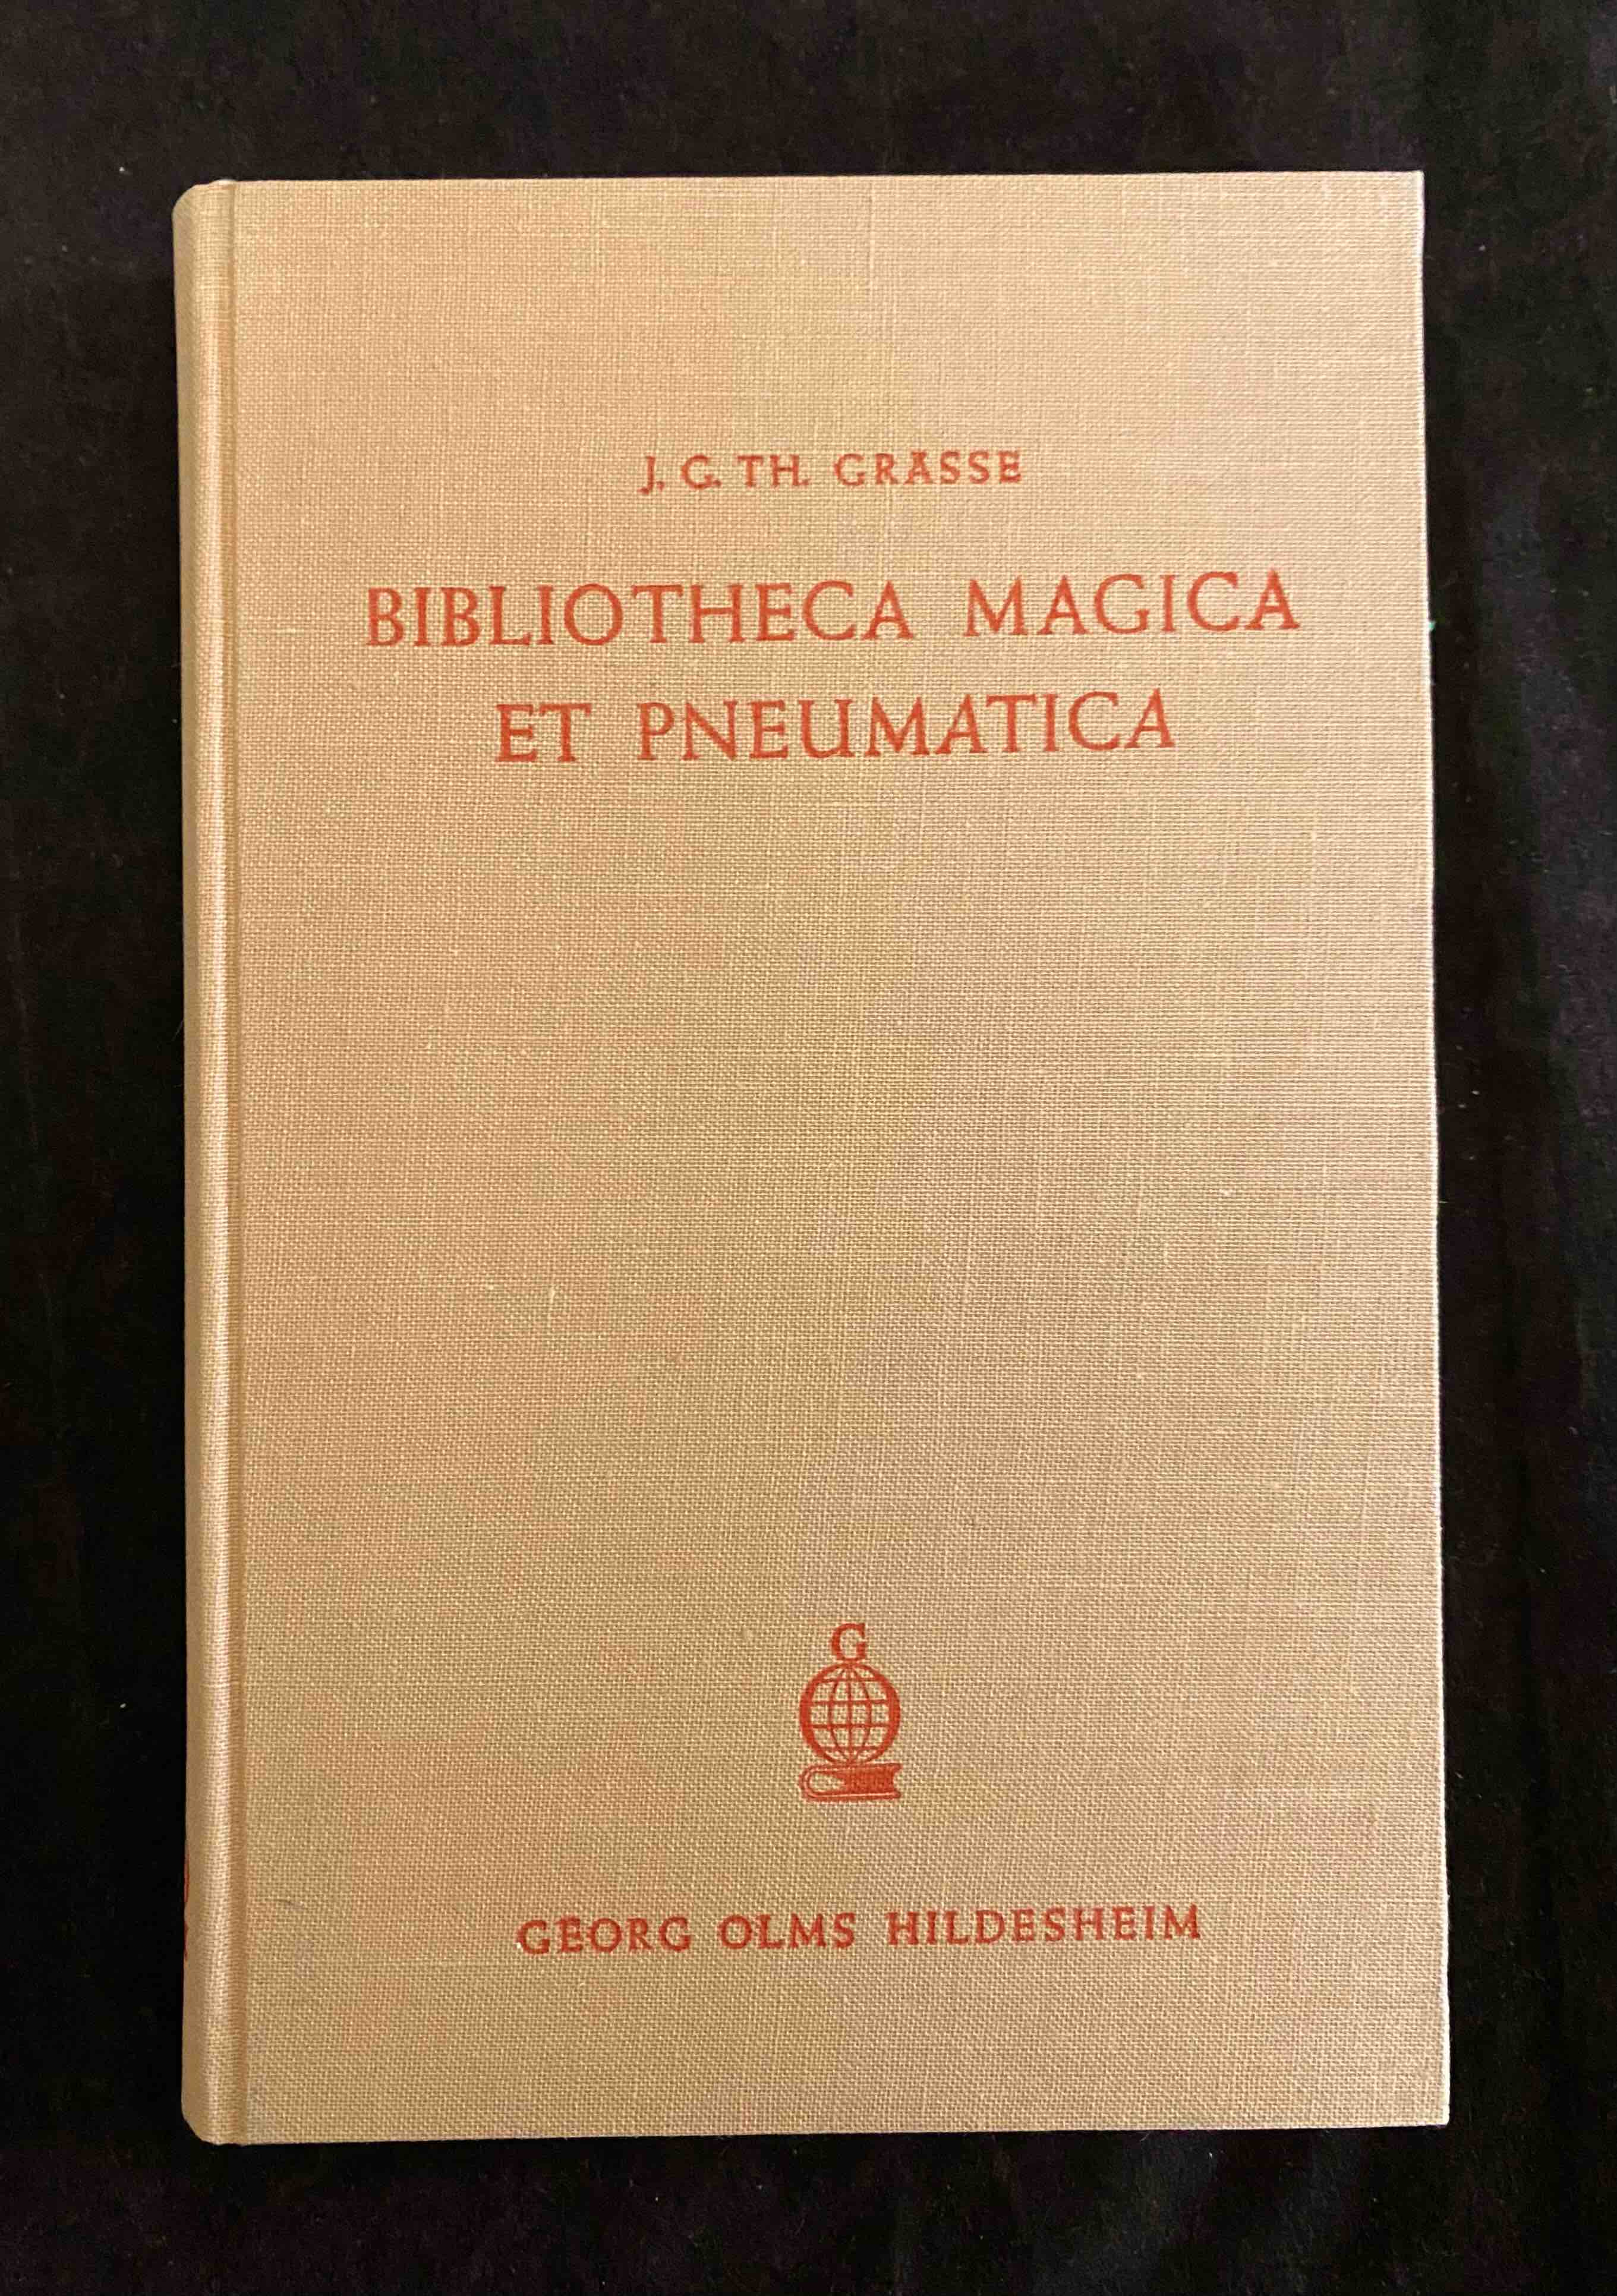 J. G. TH. GRÄSSE
BIBLIOTHECA MAGICA
ET PNEUMATICA
G
GEORG OLMS HILDESHEIM